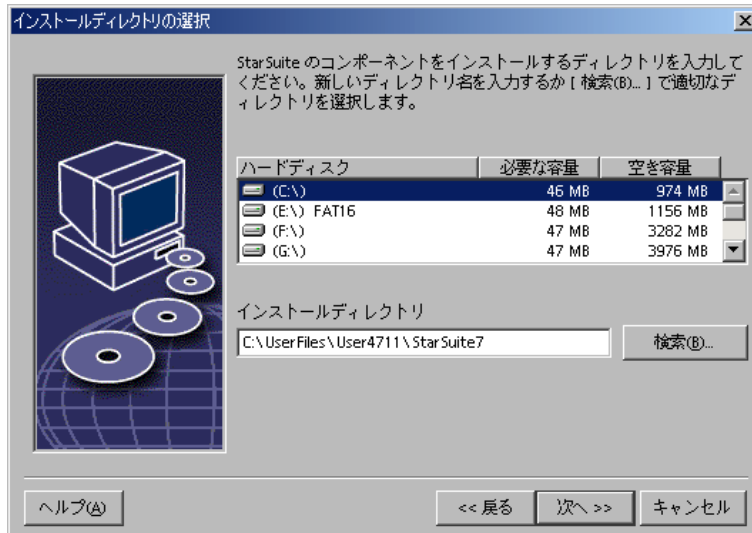 インストールディレクトリの選択
StarSuite のコンポーネントをインストールするディレクトリを入力して
ください。新しいディレクトリ名を入力するか [ 検索(B)... ] で適切なデ
ィレクトリを選択します。
ハードディスク 必要な容量 空き容量
(C:\) 46 MB 974 MB
(E:\) FAT16 48 MB 1156 MB
(F:\) 47 MB 3282 MB
(G:\) 47 MB 3976 MB
インストールディレクトリ
C:\UserFiles\User4711\StarSuite7
検索(B)...
ヘルプ(A) << 戻る 次へ >> キャンセル